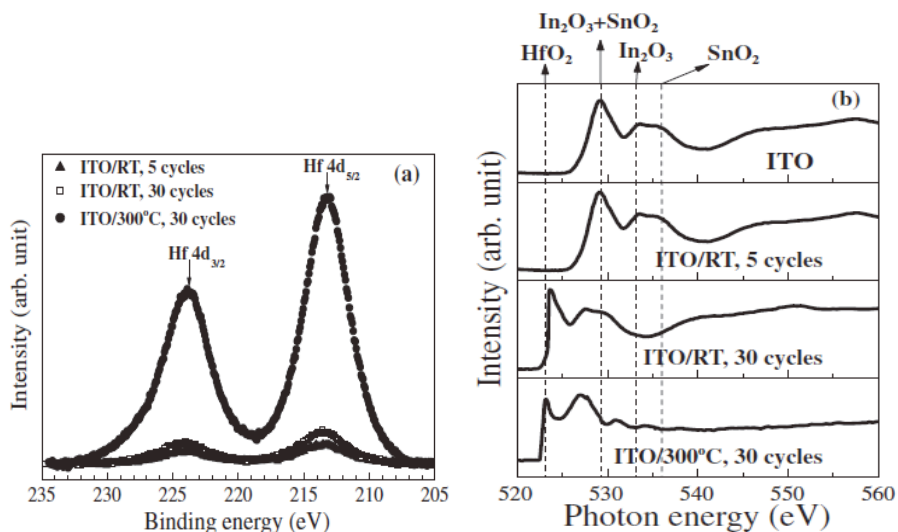 ITO/RT, 5 cycles
ITO/RT, 30 cycles
ITO/300°C, 30 cycles
Hf 4d5/2
(a)
Hf 4d3/2
Intensity (arb. unit)
235 230 225 220 215 210 205
Binding energy (eV)
In2O3+SnO2
HfO2
In2O3
SnO2
(b)
ITO
ITO/RT, 5 cycles
ITO/RT, 30 cycles
ITO/300°C, 30 cycles
Intensity (arb. unit)
520 530 540 550 560
Photon energy (eV)